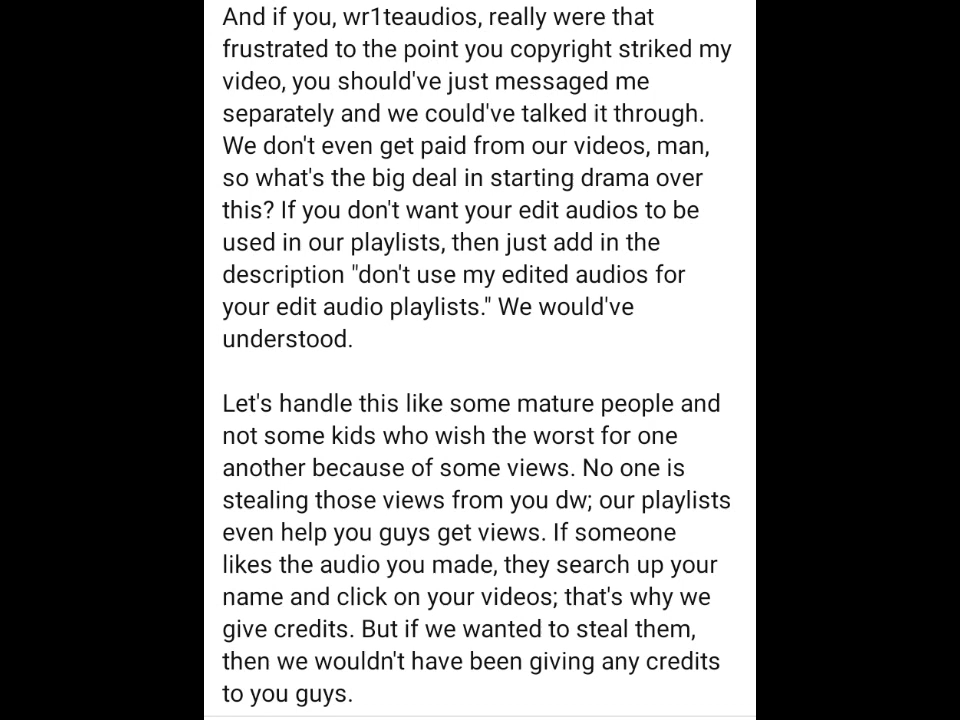 And if you, wr1teaudios, really were that
frustrated to the point you copyright striked my
video, you should've just messaged me
separately and we could've talked it through.
We don't even get paid from our videos, man,
so what's the big deal in starting drama over
this? If you don't want your edit audios to be
used in our playlists, then just add in the
description "don't use my edited audios for
your edit audio playlists." We would've
understood.
Let's handle this like some mature people and
not some kids who wish the worst for one
another because of some views. No one is
stealing those views from you dw; our playlists
even help you guys get views. If someone
likes the audio you made, they search up your
name and click on your videos; that's why we
give credits. But if we wanted to steal them,
then we wouldn't have been giving any credits
to you guys.